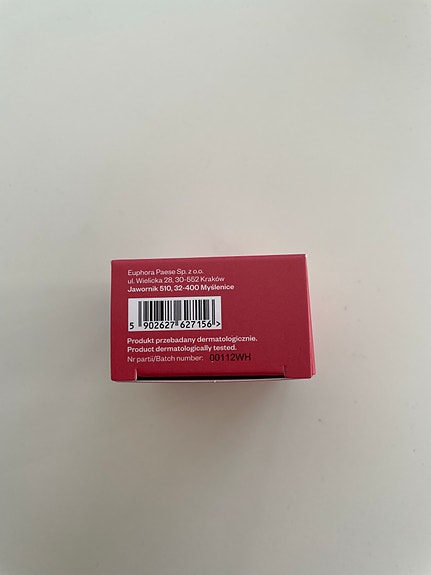 Euphora Paese Sp. z o.o.
ul. Wielicka 28, 30-552 Kraków
Jawornik 510, 32-400 Myślenice
5 902627 627156 >
Produkt przebadany dermatologicznie.
Product dermatologically tested.
Nr partii/Batch number: 00112WH